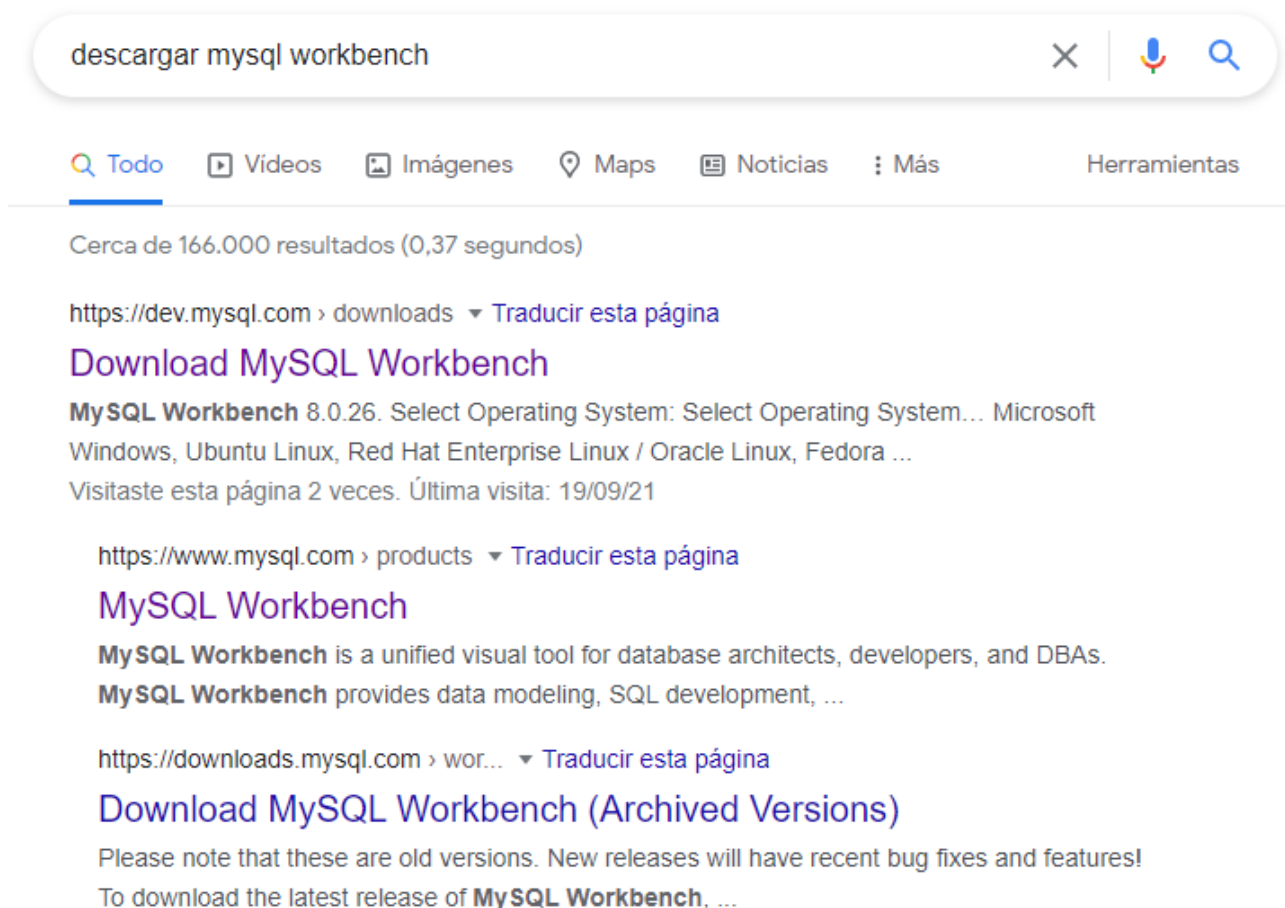 descargar mysql workbench
Todo Vídeos Imágenes Maps Noticias Más Herramientas
Cerca de 166.000 resultados (0,37 segundos)
https://dev.mysql.com › downloads Traducir esta página
Download MySQL Workbench
MySQL Workbench 8.0.26. Select Operating System: Select Operating System… Microsoft
Windows, Ubuntu Linux, Red Hat Enterprise Linux / Oracle Linux, Fedora ...
Visitaste esta página 2 veces. Última visita: 19/09/21
https://www.mysql.com › products Traducir esta página
MySQL Workbench
MySQL Workbench is a unified visual tool for database architects, developers, and DBAs.
MySQL Workbench provides data modeling, SQL development, ...
https://downloads.mysql.com › wor... Traducir esta página
Download MySQL Workbench (Archived Versions)
Please note that these are old versions. New releases will have recent bug fixes and features!
To download the latest release of MySQL Workbench, ...